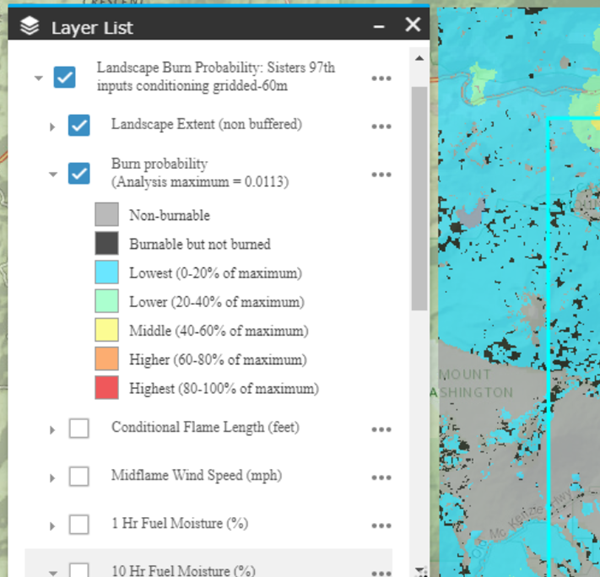 CRESCENT
Layer List
Landscape Burn Probability: Sisters 97th
inputs conditioning gridded-60m
Landscape Extent (non buffered)
Burn probability
(Analysis maximum = 0.0113)
Non-burnable
Burnable but not burned
Lowest (0-20% of maximum)
Lower (20-40% of maximum)
Middle (40-60% of maximum)
Higher (60-80% of maximum)
Highest (80-100% of maximum)
Conditional Flame Length (feet)
Midflame Wind Speed (mph)
1 Hr Fuel Moisture (%)
10 Hr Fuel Moisture (%)
MOUNT
ASHINGTON
Old Mc Kenzie Hwy